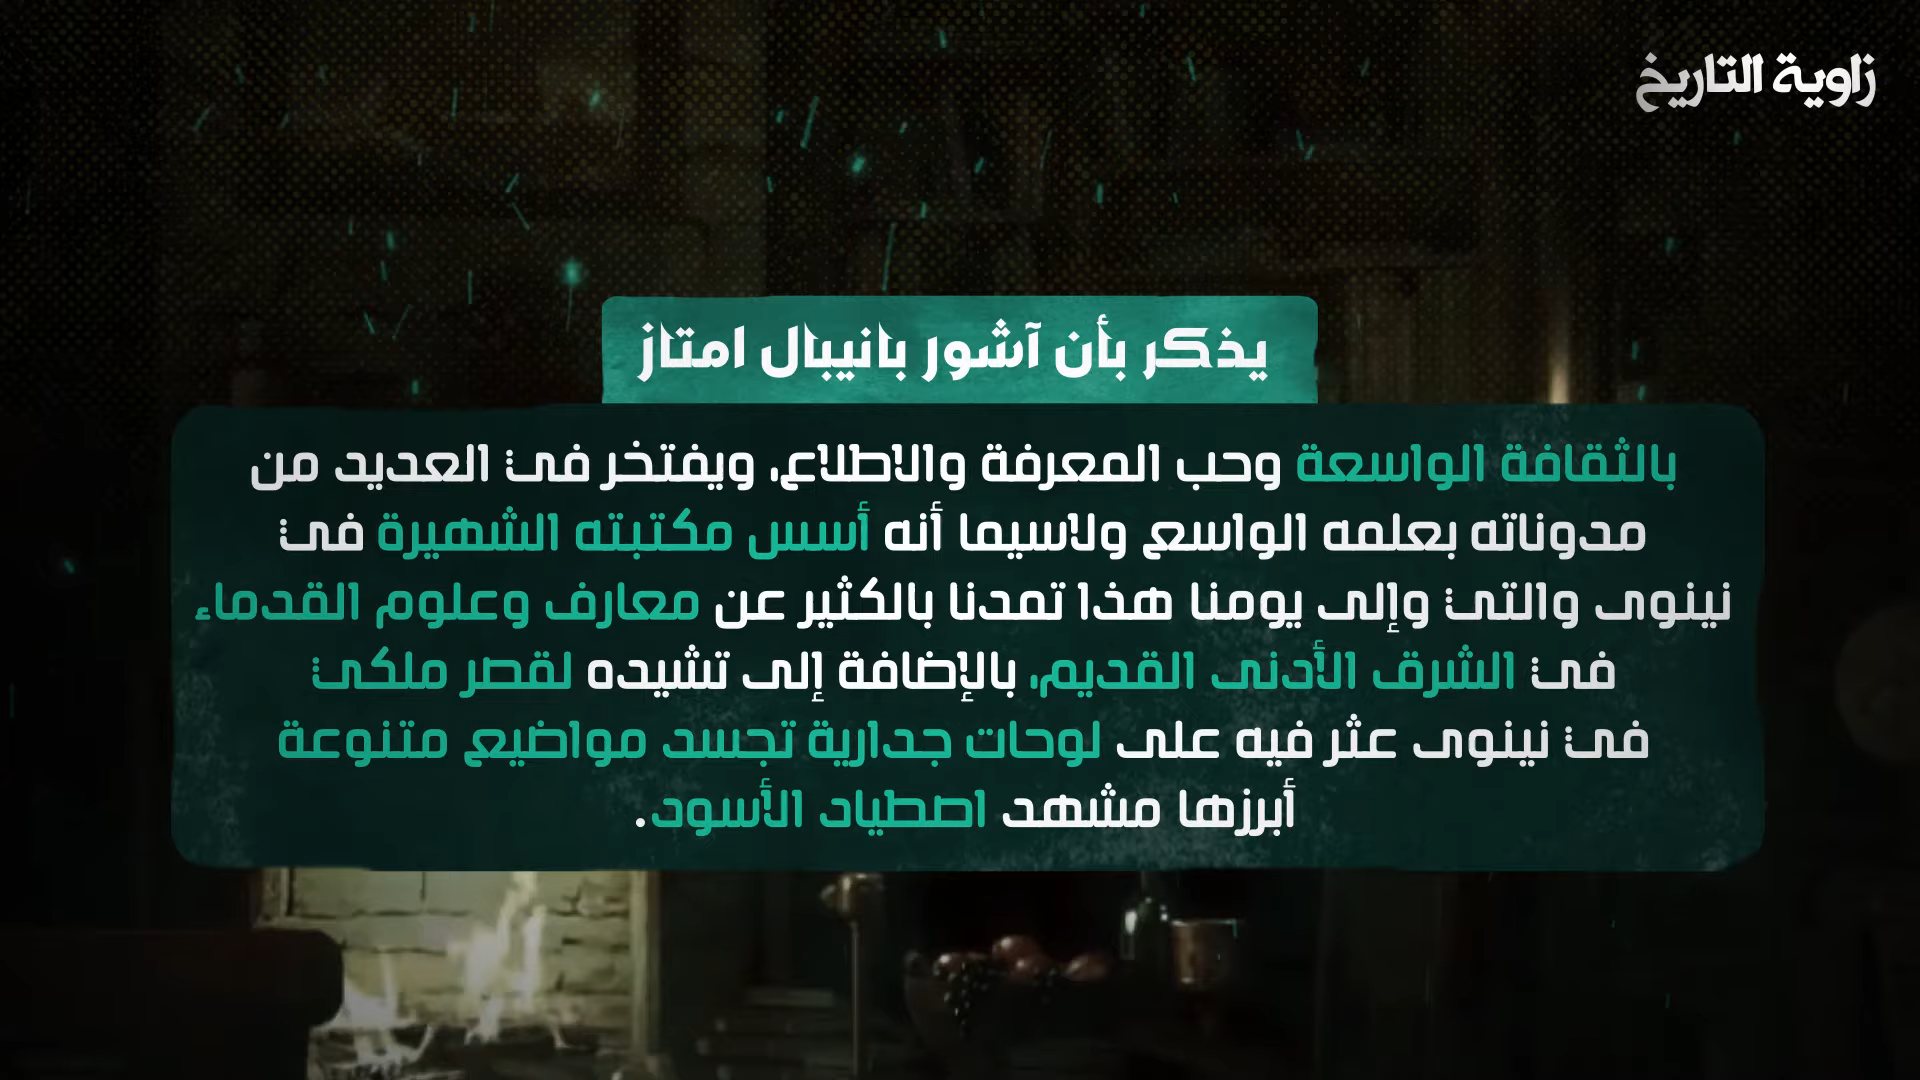 زاوية التاريخ
يذكر بأن آشور بانيبال امتاز
بالثقافة الواسعة وحب المعرفة والاطلاع، ويفتخر في العديد من
مدوناته بعلمه الواسع ولاسيما أنه أسس مكتبته الشهيرة في
نينوى والتي وإلى يومنا هذا تمدنا بالكثير عن معارف وعلوم القدماء
في الشرق الأدنى القديم، بالإضافة إلى تشيده لقصر ملكي
في نينوى عثر فيه على لوحات جدارية تجسد مواضيع متنوعة
أبرزها مشهد اصطياد الأسود.